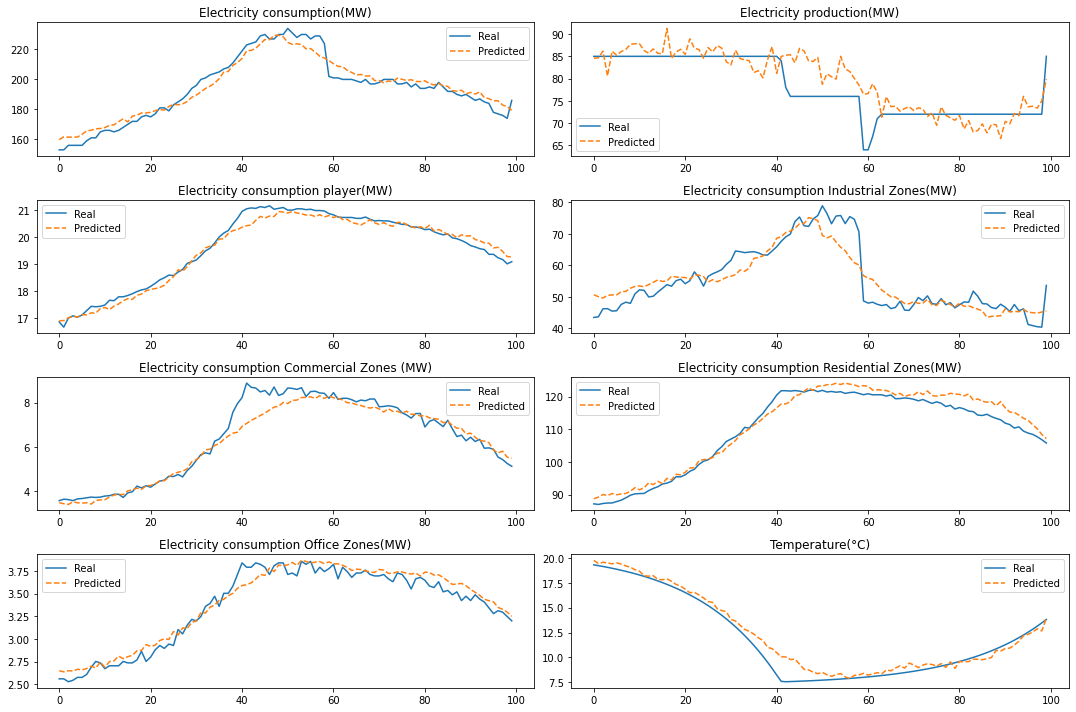 Electricity consumption(MW)
Real
Predicted
220
200
180
160
0 20 40 60 80 100
Electricity production(MW)
90
85
80
75
70
65
Real
Predicted
0 20 40 60 80 100
Electricity consumption player(MW)
Real
Predicted
21
20
19
18
17
0 20 40 60 80 100
Electricity consumption Industrial Zones(MW)
Real
Predicted
80
70
60
50
40
0 20 40 60 80 100
Electricity consumption Commercial Zones (MW)
Real
Predicted
8
6
4
0 20 40 60 80 100
Electricity consumption Residential Zones(MW)
Real
Predicted
120
110
100
90
0 20 40 60 80 100
Electricity consumption Office Zones(MW)
Real
Predicted
3.75
3.50
3.25
3.00
2.75
2.50
0 20 40 60 80 100
Temperature(°C)
Real
Predicted
20.0
17.5
15.0
12.5
10.0
7.5
0 20 40 60 80 100